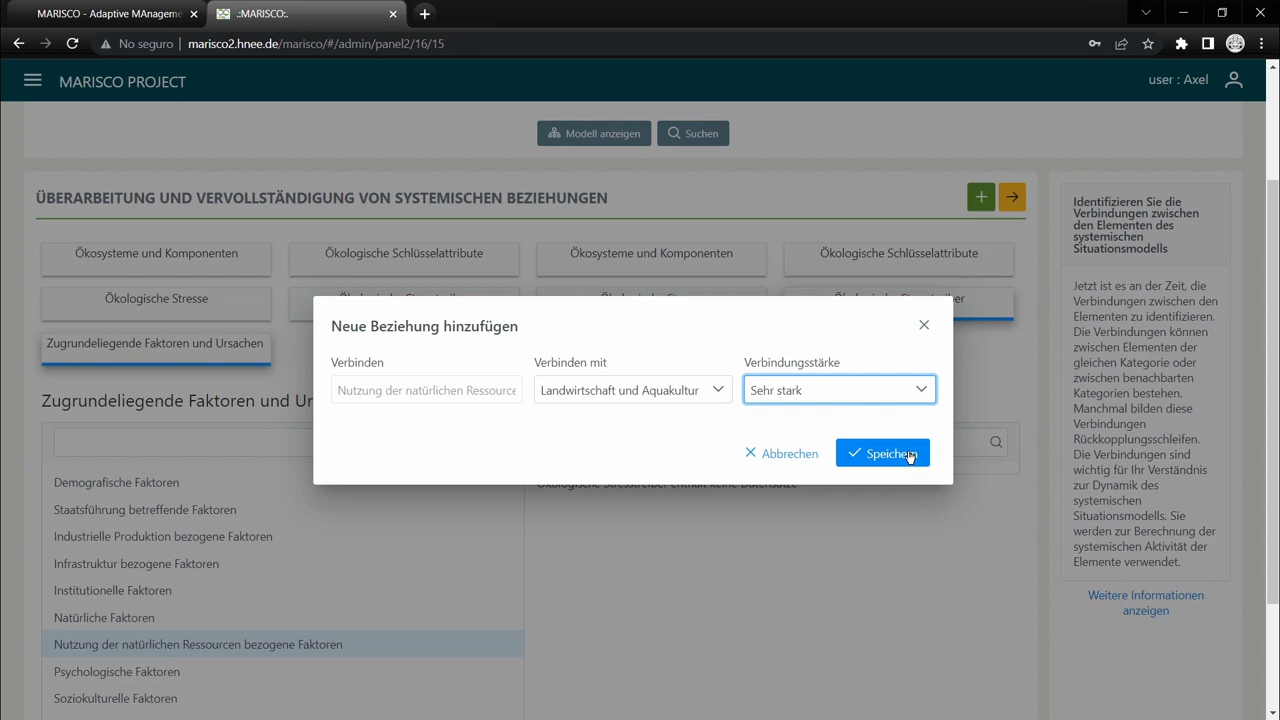 MARISCO - Adaptive MAnageme
.:MARISCO:.
No seguro
marisco2.hnee.de/marisco/#/admin/panel2/16/15
MARISCO PROJECT
user : Axel
Modell anzeigen
Suchen
ÜBERARBEITUNG UND VERVOLLSTÄNDIGUNG VON SYSTEMISCHEN BEZIEHUNGEN
Ökosysteme und Komponenten
Ökologische Schlüsselattribute
Ökosysteme und Komponenten
Ökologische Schlüsselattribute
Ökologische Stresse
Zugrundeliegende Faktoren und Ursachen
Zugrundeliegende Faktoren und Ur
Neue Beziehung hinzufügen
Verbinden
Verbinden mit
Verbindungsstärke
Nutzung der natürlichen Ressource
Landwirtschaft und Aquakultur
Sehr stark
Abbrechen
Speichern
Demografische Faktoren
Staatsführung betreffende Faktoren
Industrielle Produktion bezogene Faktoren
Infrastruktur bezogene Faktoren
Institutionelle Faktoren
Natürliche Faktoren
Nutzung der natürlichen Ressourcen bezogene Faktoren
Psychologische Faktoren
Soziokulturelle Faktoren
Identifizieren Sie die
Verbindungen zwischen
den Elementen des
systemischen
Situationsmodells
Jetzt ist es an der Zeit, die
Verbindungen zwischen den
Elementen zu identifizieren.
Die Verbindungen können
zwischen Elementen der
gleichen Kategorie oder
zwischen benachbarten
Kategorien bestehen.
Manchmal bilden diese
Verbindungen
Rückkopplungsschleifen.
Die Verbindungen sind
wichtig für Ihr Verständnis
zur Dynamik des
systemischen
Situationsmodells. Sie
werden zur Berechnung der
systemischen Aktivität der
Elemente verwendet.
Weitere Informationen
anzeigen